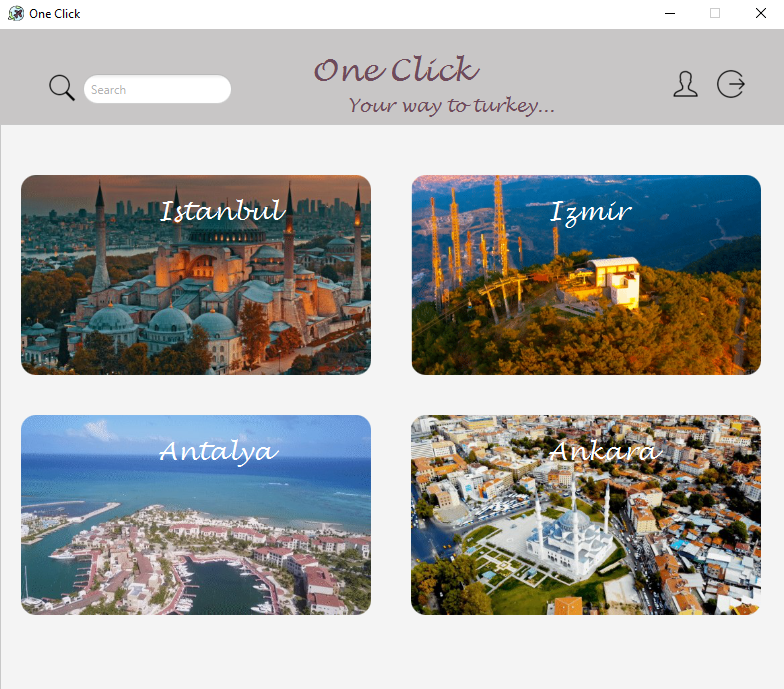 One Click
Search
One Click
Your way to turkey...
Istanbul
Izmir
Antalya
Ankara